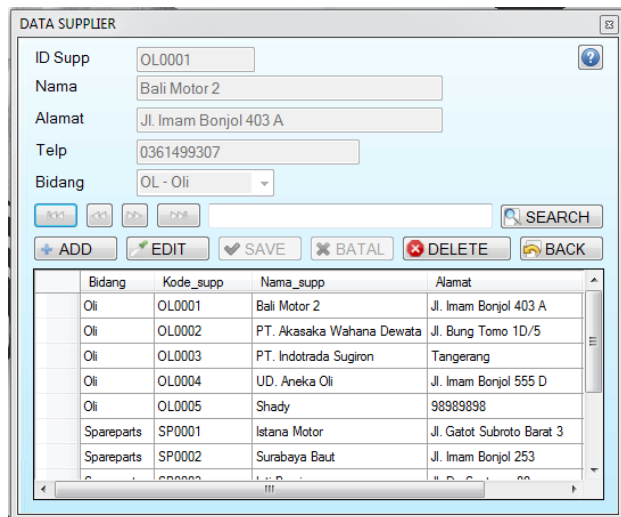 DATA SUPPLIER
ID Supp OL0001
Nama Bali Motor 2
Alamat Jl. Imam Bonjol 403 A
Telp 0361499307
Bidang OL - Oli
SEARCH
ADD EDIT SAVE BATAL DELETE BACK
Bidang Kode_supp Nama_supp Alamat
Oli OL0001 Bali Motor 2 Jl. Imam Bonjol 403 A
Oli OL0002 PT. Akasaka Wahana Dewata Jl. Bung Tomo 1D/5
Oli OL0003 PT. Indotrada Sugiron Tangerang
Oli OL0004 UD. Aneka Oli Jl. Imam Bonjol 555 D
Oli OL0005 Shady 98989898
Spareparts SP0001 Istana Motor Jl. Gatot Subroto Barat 3
Spareparts SP0002 Surabaya Baut Jl. Imam Bonjol 253